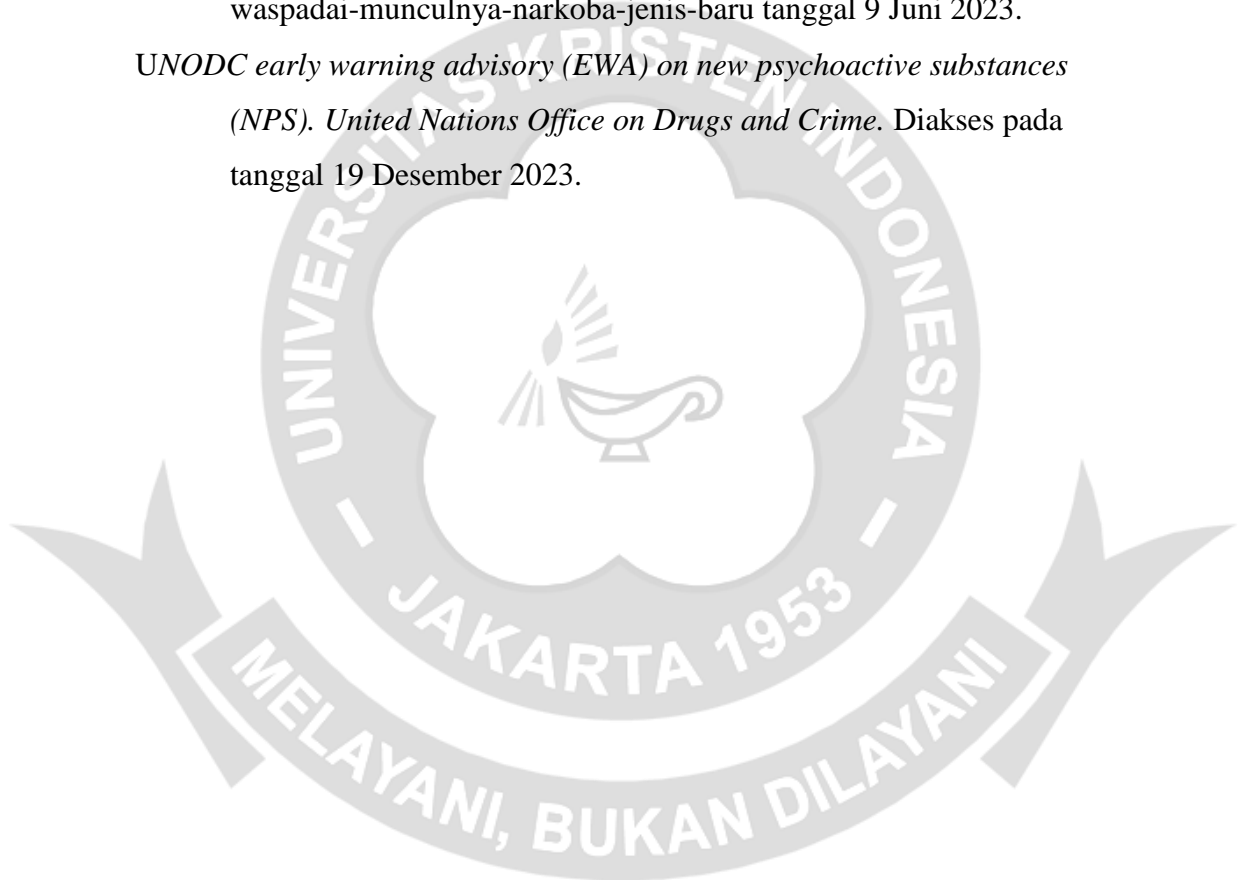 waspadai-munculnya-narkoba-jenis-baru tanggal 9 Juni 2023.
UNODC early warning advisory (EWA) on new psychoactive substances
(NPS). United Nations Office on Drugs and Crime. Diakses pada
tanggal 19 Desember 2023.
UNIVERSITAS KRISTEN INDONESIA
JAKARTA 1953
MELAYANI, BUKAN DILAYANI